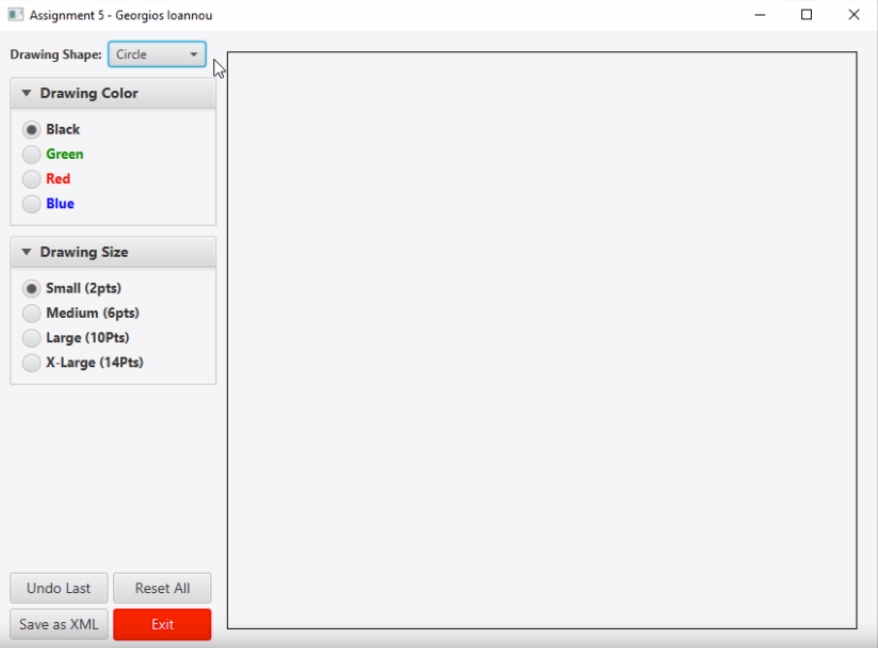 Assignment 5 - Georgios Ioannou
Drawing Shape: Circle
Drawing Color
Black
Green
Red
Blue
Drawing Size
Small (2pts)
Medium (6pts)
Large (10Pts)
X-Large (14Pts)
Undo Last Reset All
Save as XML Exit